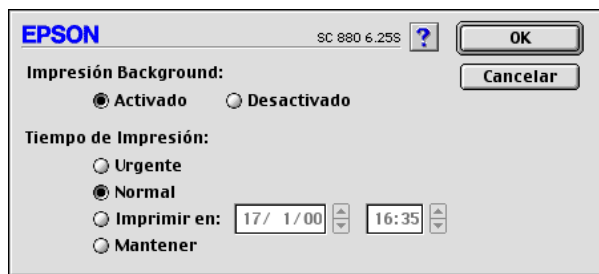 EPSON SC 880 6.25S ? OK
Impresión Background: Cancelar
Activado Desactivado
Tiempo de Impresión:
Urgente
Normal
Imprimir en: 17/ 1/00 16:35
Mantener